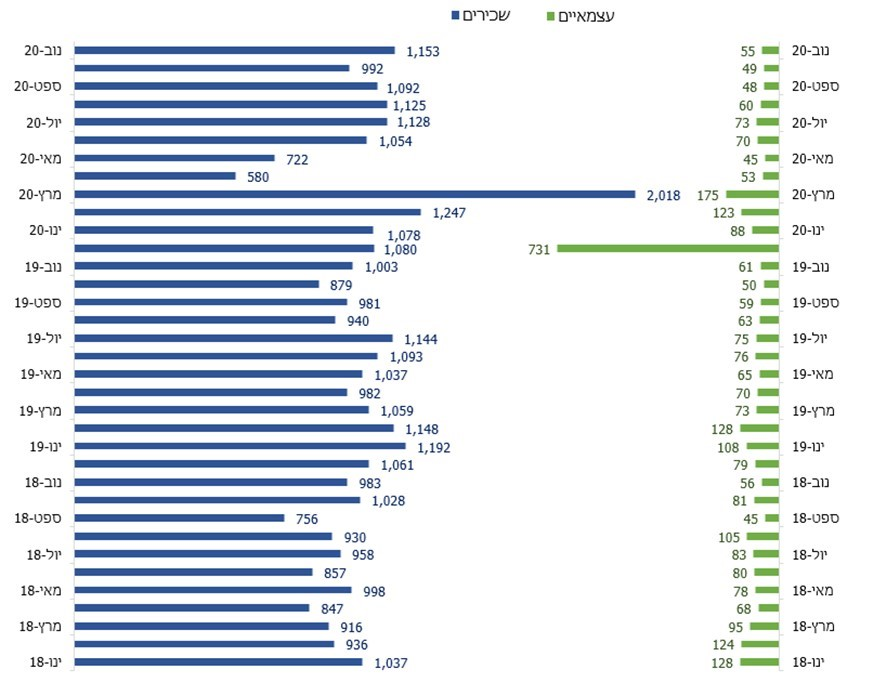 שכירים עצמאיים
נוב-20 1,153 55 נוב-20
992 49
ספט-20 1,092 48 ספט-20
1,125 60
יול-20 1,128 73 יול-20
1,054 70
מאי-20 722 45 מאי-20
580 53
מרץ-20 2,018 175 מרץ-20
1,247 123
ינו-20 1,078 88 ינו-20
1,080 731
נוב-19 1,003 61 נוב-19
879 50
ספט-19 981 59 ספט-19
940 63
יול-19 1,144 75 יול-19
1,093 76
מאי-19 1,037 65 מאי-19
982 70
מרץ-19 1,059 73 מרץ-19
1,148 128
ינו-19 1,192 108 ינו-19
1,061 79
נוב-18 983 56 נוב-18
1,028 81
ספט-18 756 45 ספט-18
930 105
יול-18 958 83 יול-18
857 80
מאי-18 998 78 מאי-18
847 68
מרץ-18 916 95 מרץ-18
936 124
ינו-18 1,037 128 ינו-18